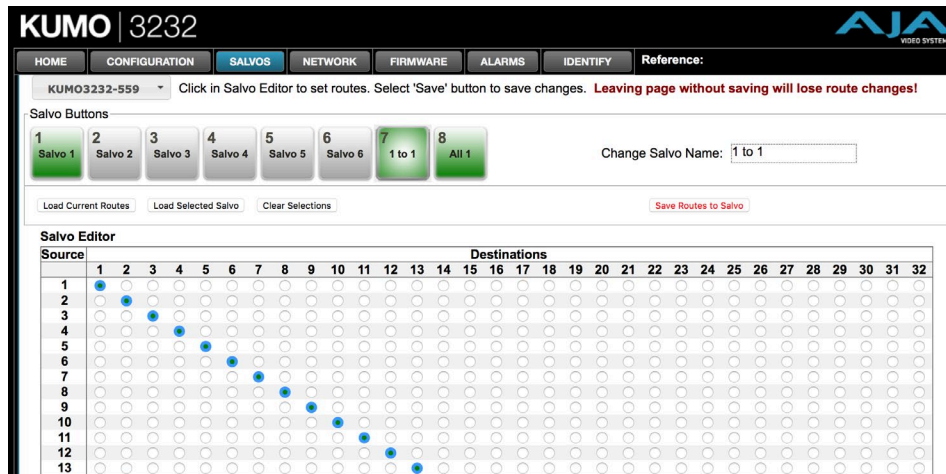 KUMO 3232
AJA
VIDEO SYSTEM
HOME CONFIGURATION SALVOS NETWORK FIRMWARE ALARMS IDENTIFY Reference:
KUMO3232-559 Click in Salvo Editor to set routes. Select 'Save' button to save changes. Leaving page without saving will lose route changes!
Salvo Buttons
1 2 3 4 5 6 7 8
Salvo 1 Salvo 2 Salvo 3 Salvo 4 Salvo 5 Salvo 6 1 to 1 All 1 Change Salvo Name: 1 to 1
Load Current Routes Load Selected Salvo Clear Selections Save Routes to Salvo
Salvo Editor
Source Destinations
1 2 3 4 5 6 7 8 9 10 11 12 13 14 15 16 17 18 19 20 21 22 23 24 25 26 27 28 29 30 31 32
1
2
3
4
5
6
7
8
9
10
11
12
13